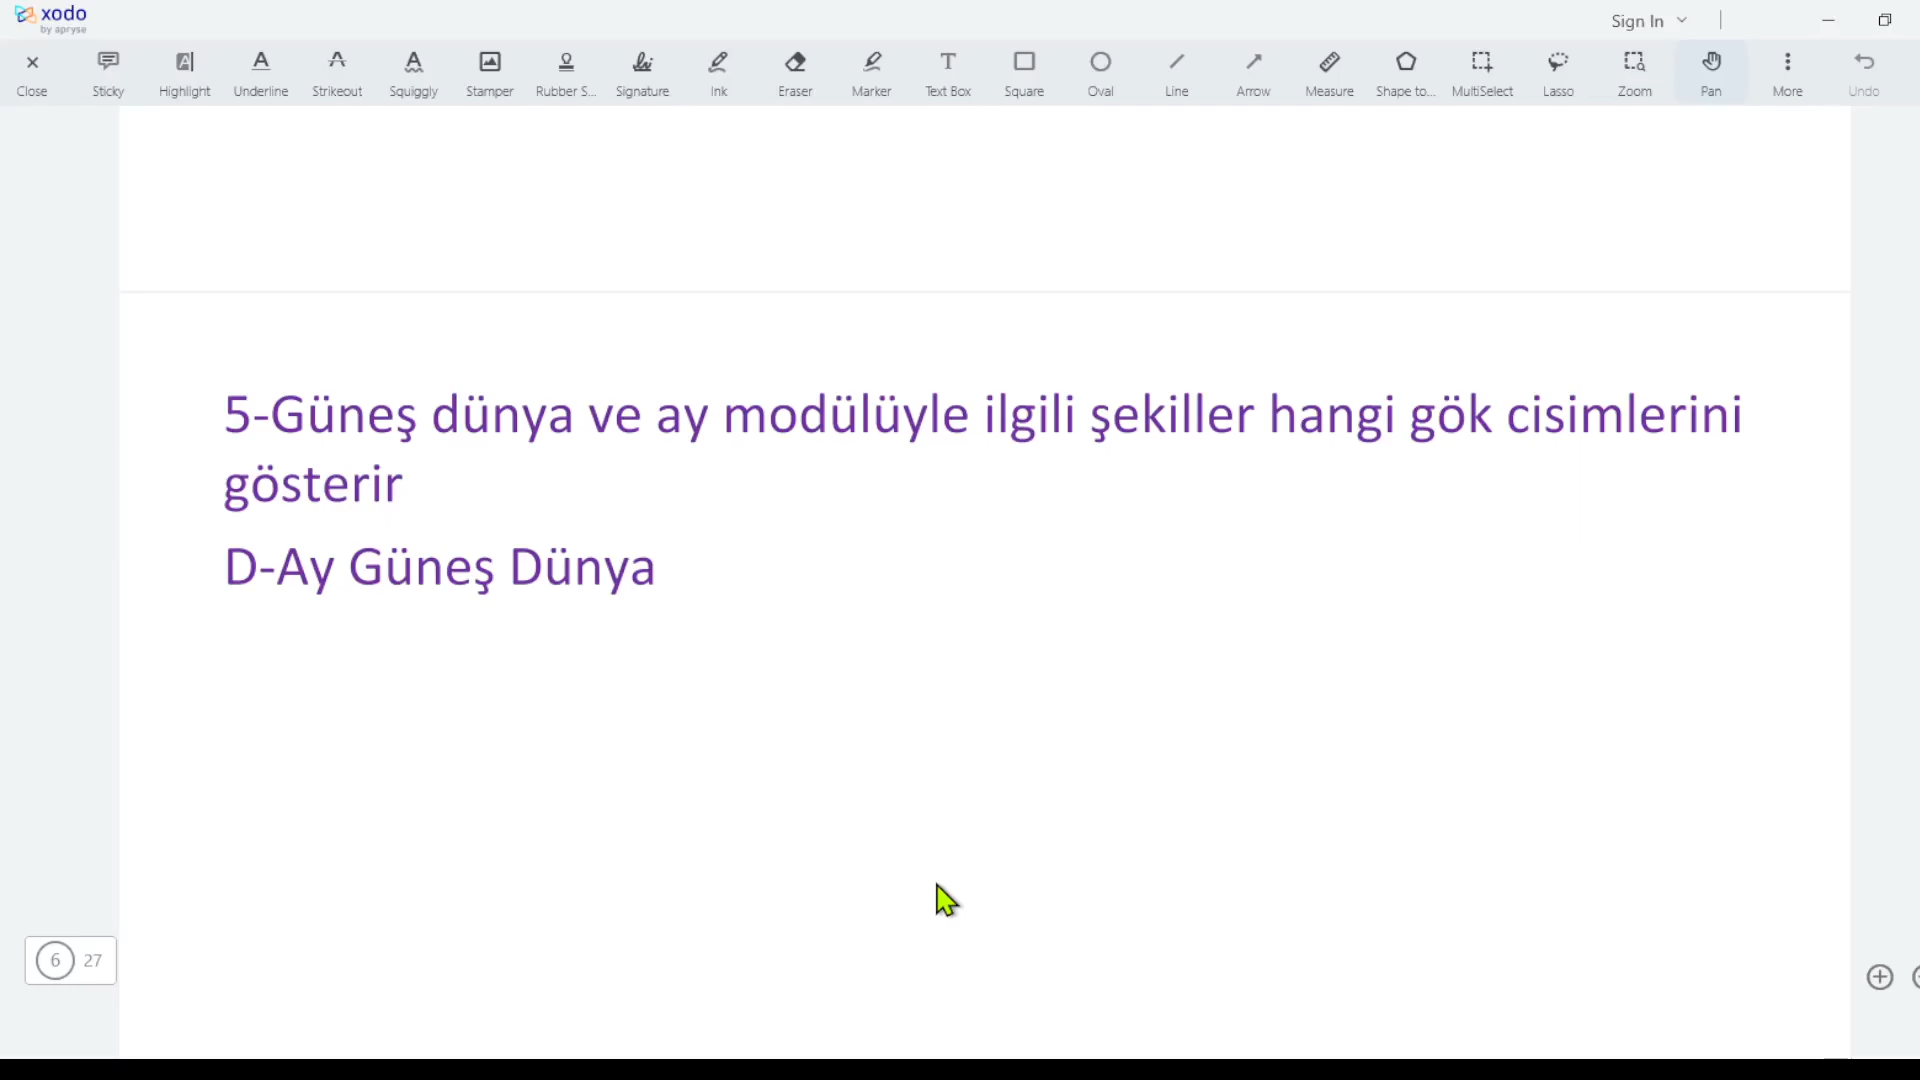 xodo
by apryse
Sign In
Close
Sticky
Highlight
Underline
Strikeout
Squiggly
Stamper
Rubber S...
Signature
Ink
Eraser
Marker
Text Box
Square
Oval
Line
Arrow
Measure
Shape to...
MultiSelect
Lasso
Zoom
Pan
More
Undo
5-Güneş dünya ve ay modülüyle ilgili şekiller hangi gök cisimlerini
gösterir
D-Ay Güneş Dünya
6 27